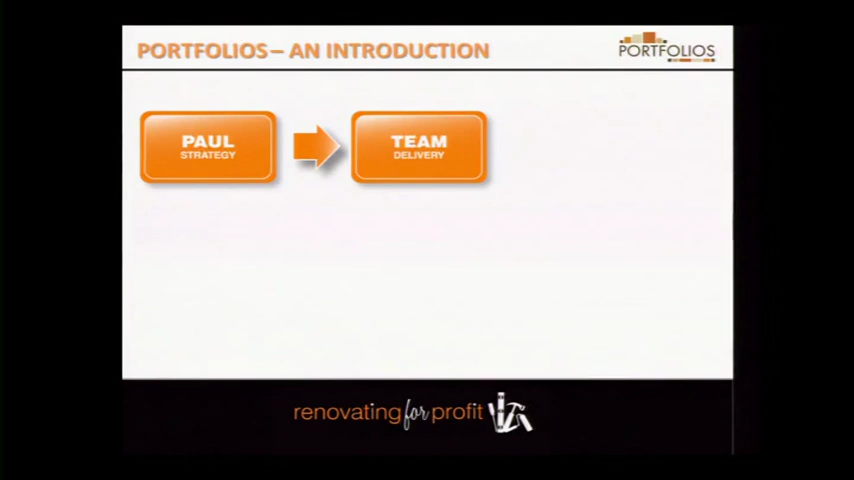 PORTFOLIOS – AN INTRODUCTION
PORTFOLIOS
PAUL
STRATEGY
TEAM
DELIVERY
renovating for profit